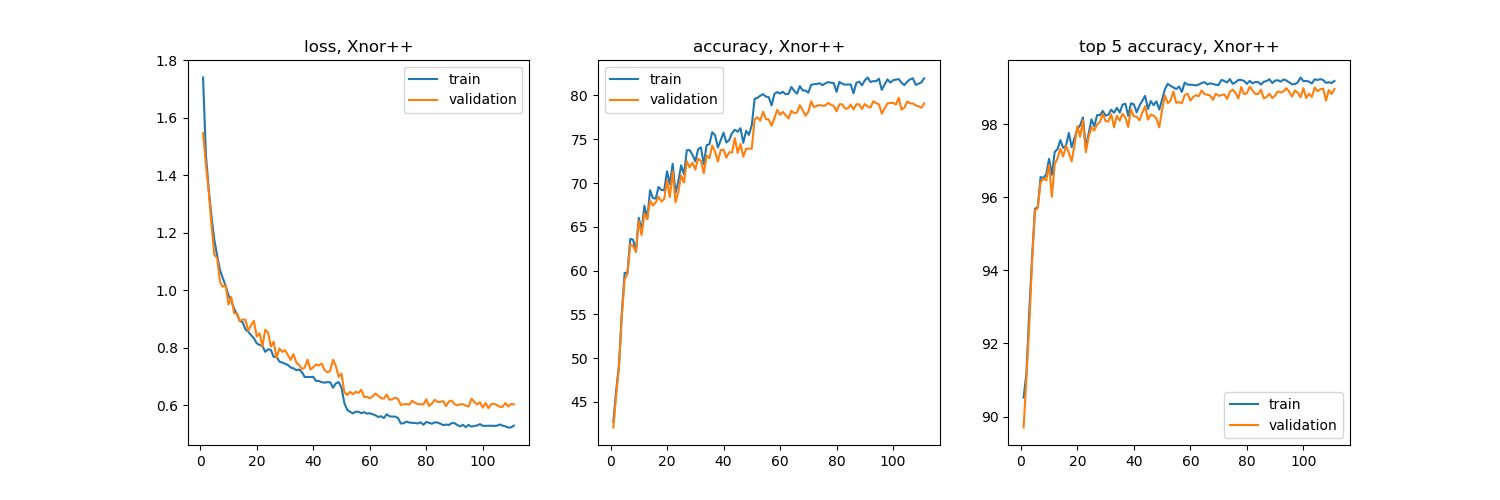 loss, Xnor++
1.8
1.6
1.4
1.2
1.0
0.8
0.6
0 20 40 60 80 100
train
validation
accuracy, Xnor++
80
75
70
65
60
55
50
45
0 20 40 60 80 100
train
validation
top 5 accuracy, Xnor++
98
96
94
92
90
0 20 40 60 80 100
train
validation